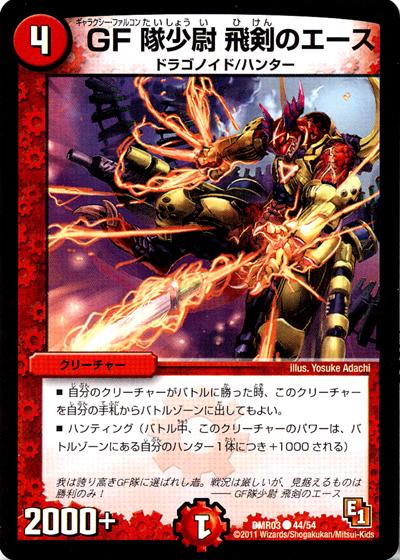 ギャラクシー・ファルコンたいしょうい ひけん
4
GF 隊少尉 飛剣のエース
ドラゴノイド/ハンター
illus. Yosuke Adachi
クリーチャー
■ 自分のクリーチャーがバトルに勝った時、このクリーチャー
を自分の手札からバトルゾーンに出してもよい。
■ ハンティング (バトル中、このクリーチャーのパワーは、バ
トルゾーンにある自分のハンター1体につき+1000 される)
我は誇り高きGF隊に選ばれし者。戦況は厳しいが、見据えるものは
勝利のみ! —— GF隊少尉 飛剣のエース
2000+
1
DMR03 ● 44/54
©2011 Wizards/Shogakukan/Mitsui-Kids
E1